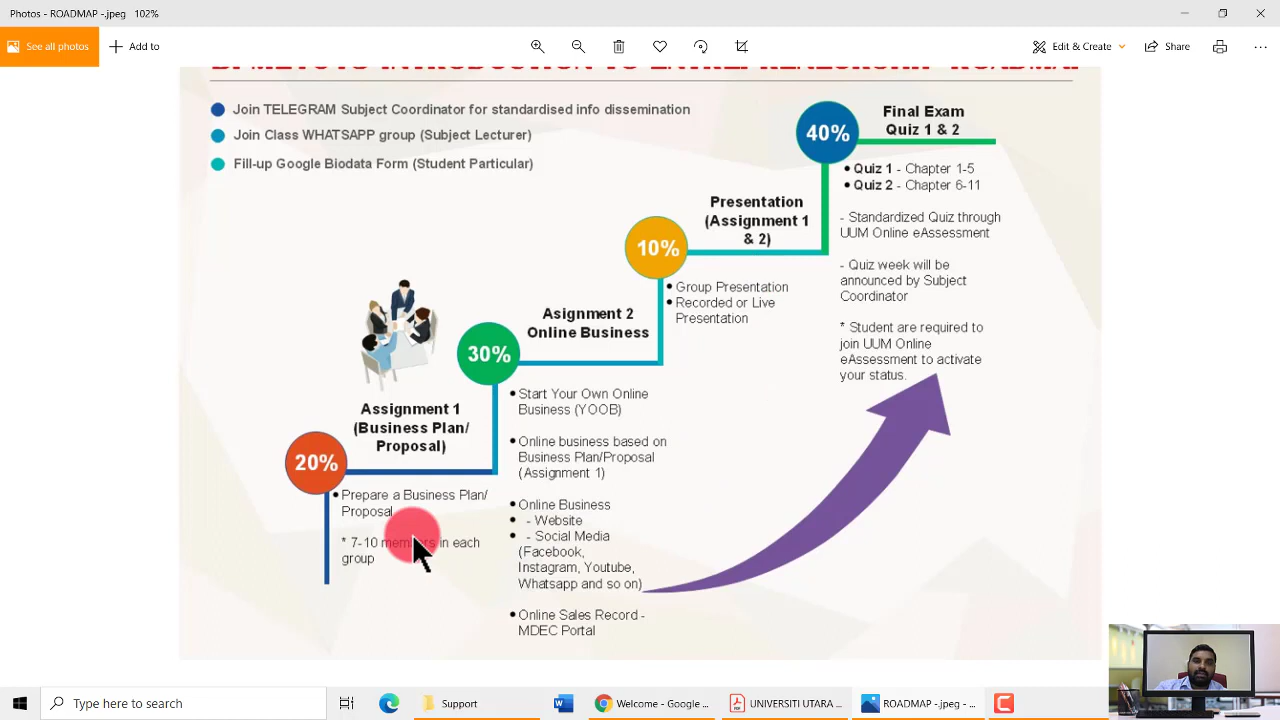 ROADMAP -.jpeg - Photos
102%
See all photos
Add to
Edit & Create
Share
INTRODUCTION TO ENTREPRENEURSHIP ROADMAP
Join TELEGRAM Subject Coordinator for standardised info dissemination
Join Class WHATSAPP group (Subject Lecturer)
Fill-up Google Biodata Form (Student Particular)
40%
Final Exam
Quiz 1 & 2
Quiz 1 - Chapter 1-5
Quiz 2 - Chapter 6-11
- Standardized Quiz through
UUM Online eAssessment
- Quiz week will be
announced by Subject
Coordinator
* Student are required to
join UUM Online
eAssessment to activate
your status.
10%
Presentation
(Assignment 1
& 2)
Group Presentation
Recorded or Live
Presentation
30%
Asignment 2
Online Business
Start Your Own Online
Business (YOOB)
Online business based on
Business Plan/Proposal
(Assignment 1)
Online Business
- Website
- Social Media
(Facebook,
Instagram, Youtube,
Whatsapp and so on)
Online Sales Record -
MDEC Portal
20%
Assignment 1
(Business Plan/
Proposal)
Prepare a Business Plan/
Proposal
* 7-10 members in each
group
Type here to search
Support
Welcome - Google ...
UNIVERSITI UTARA ...
ROADMAP -.jpeg - ...